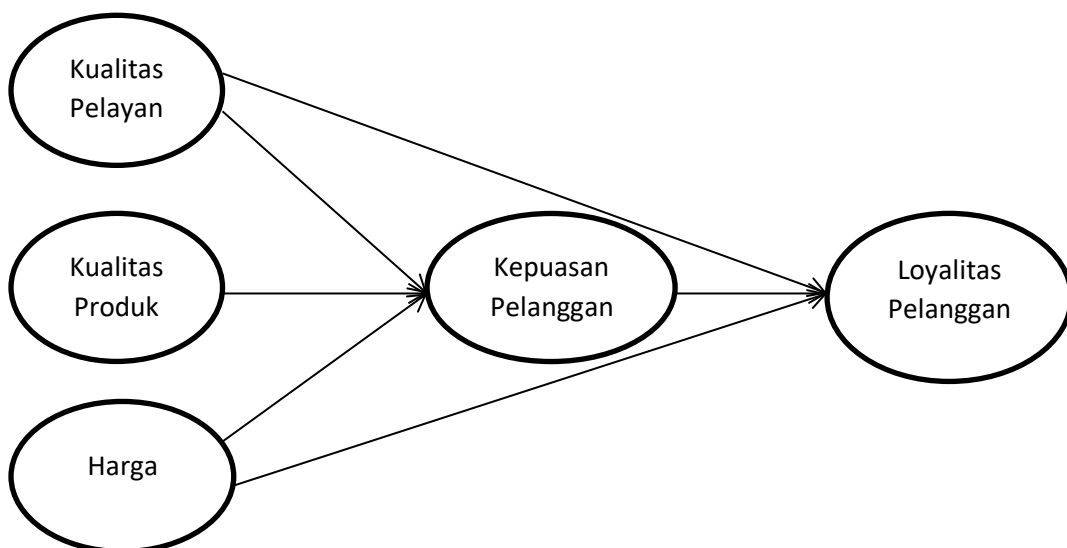 Kualitas
Pelayan
Kualitas
Produk
Harga
Kepuasan
Pelanggan
Loyalitas
Pelanggan